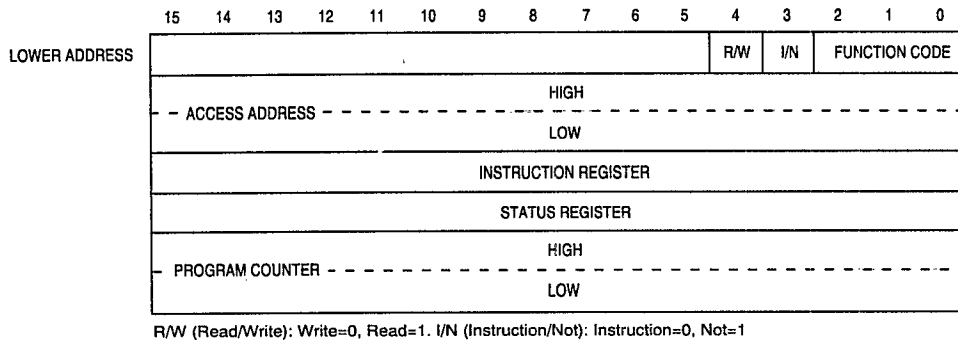 15 14 13 12 11 10 9 8 7 6 5 4 3 2 1 0
LOWER ADDRESS R/W I/N FUNCTION CODE
HIGH
ACCESS ADDRESS
LOW
INSTRUCTION REGISTER
STATUS REGISTER
HIGH
PROGRAM COUNTER
LOW
R/W (Read/Write): Write=0, Read=1. I/N (Instruction/Not): Instruction=0, Not=1